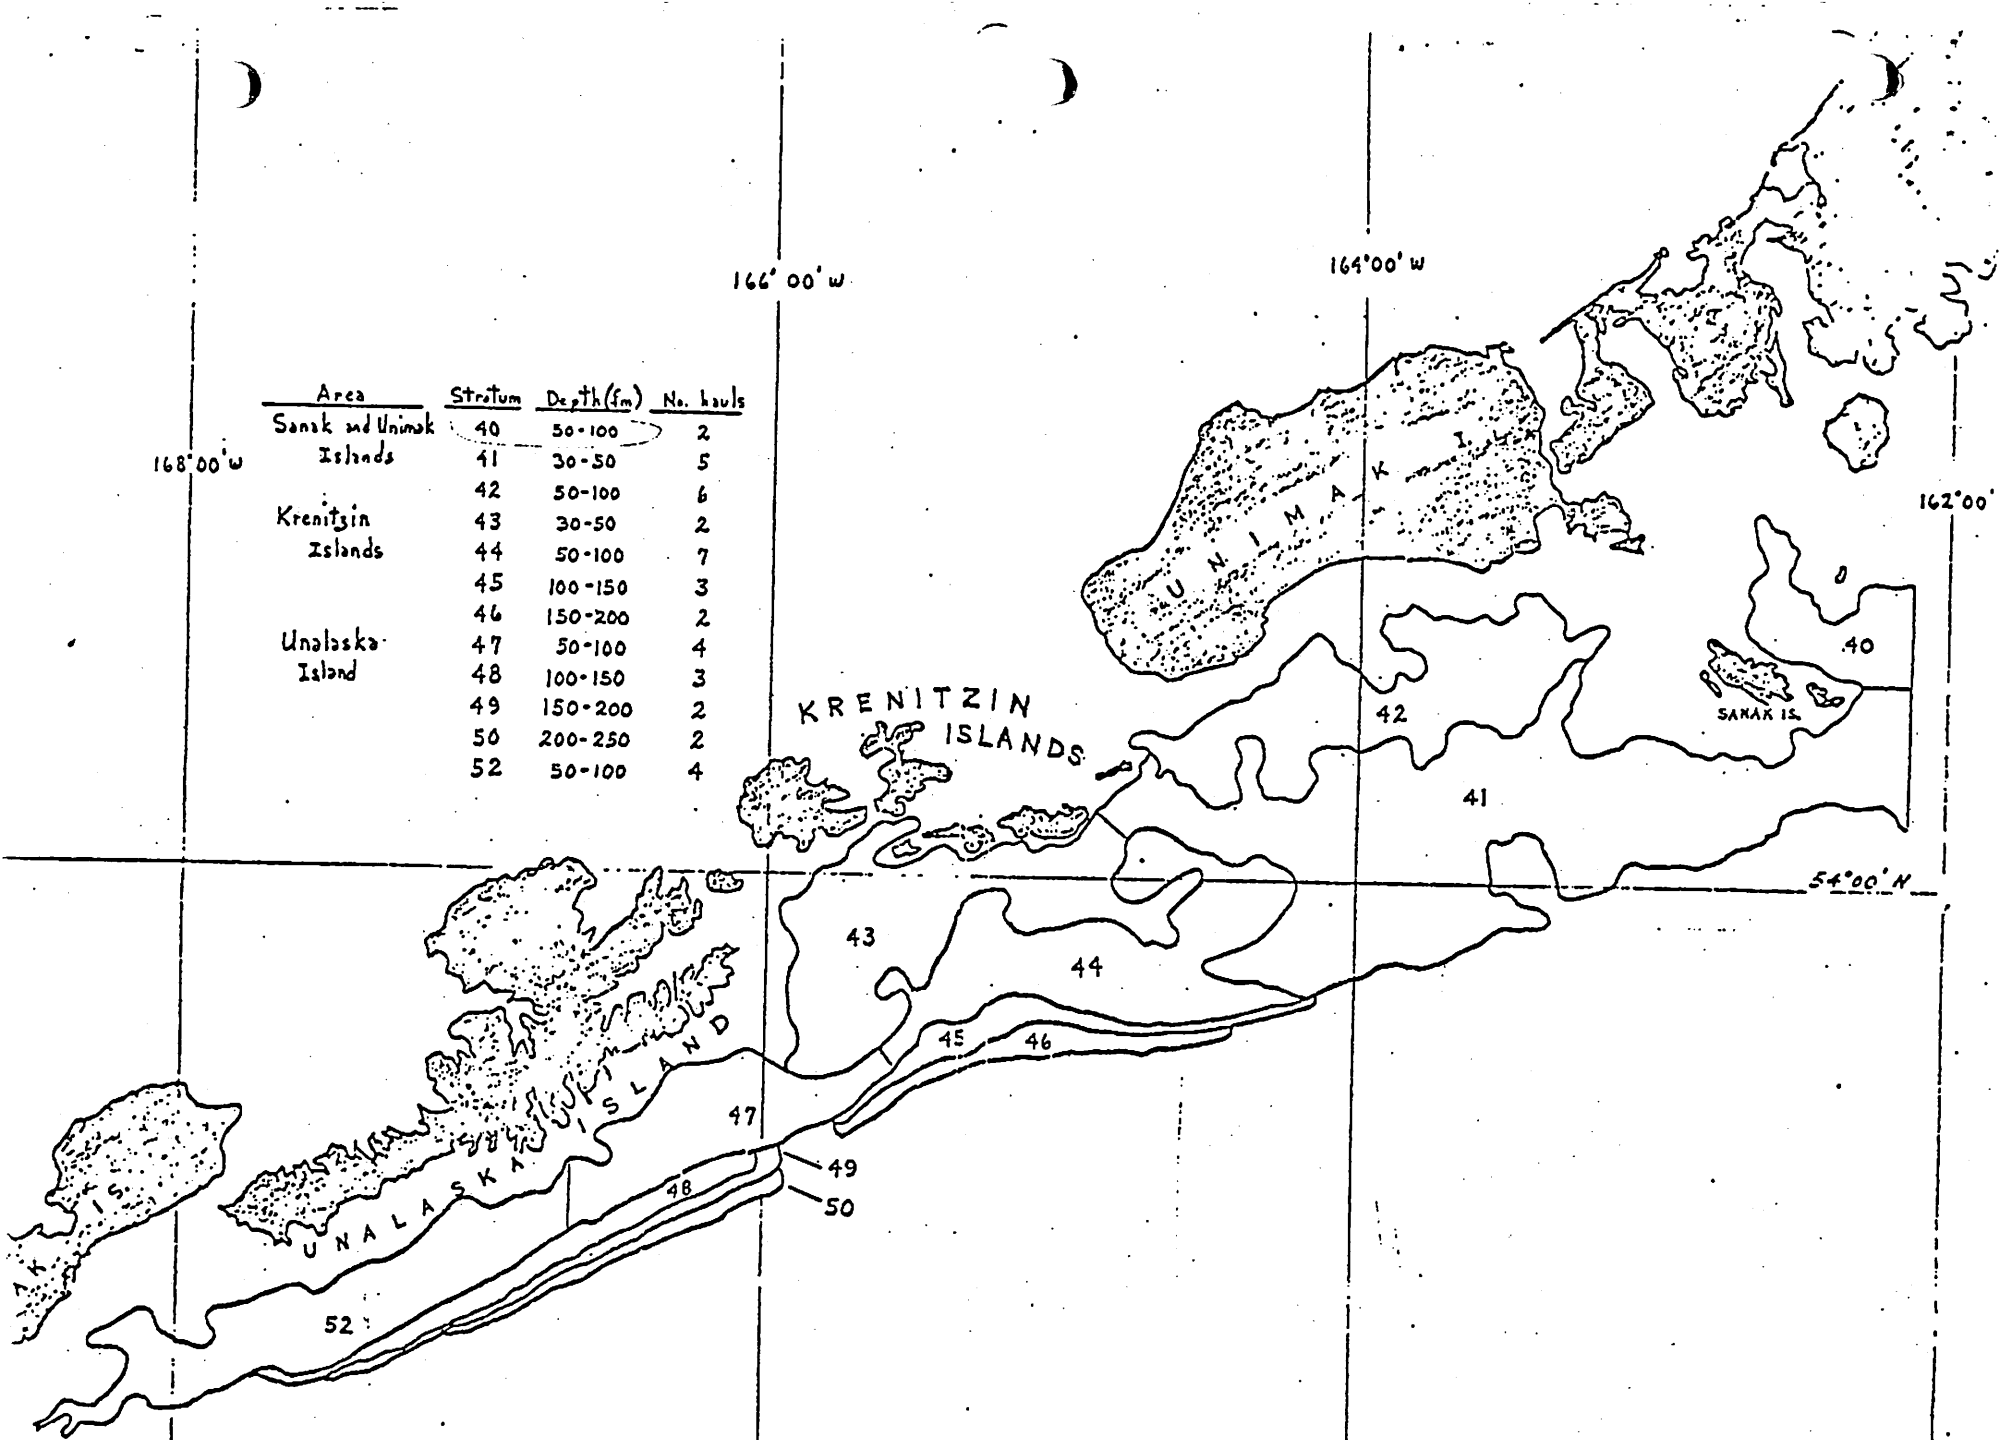 166° 00' W
164°00' W
Area Stratum Depth (fm) No. hauls
Sanak and Unimak 40 50-100 2
Islands 41 30-50 5
42 50-100 6
Krenitzin 43 30-50 2
Islands 44 50-100 7
45 100-150 3
46 150-200 2
Unalaska 47 50-100 4
Island 48 100-150 3
49 150-200 2
50 200-250 2
52 50-100 4
168°00' W
162°00'
UNIMAK I.
40
SANAK IS.
42
KRENITZIN
ISLANDS
41
54°00' N
43
44
45
46
47
49
48
50
UNALASKA ISLAND
IS.
AK
52